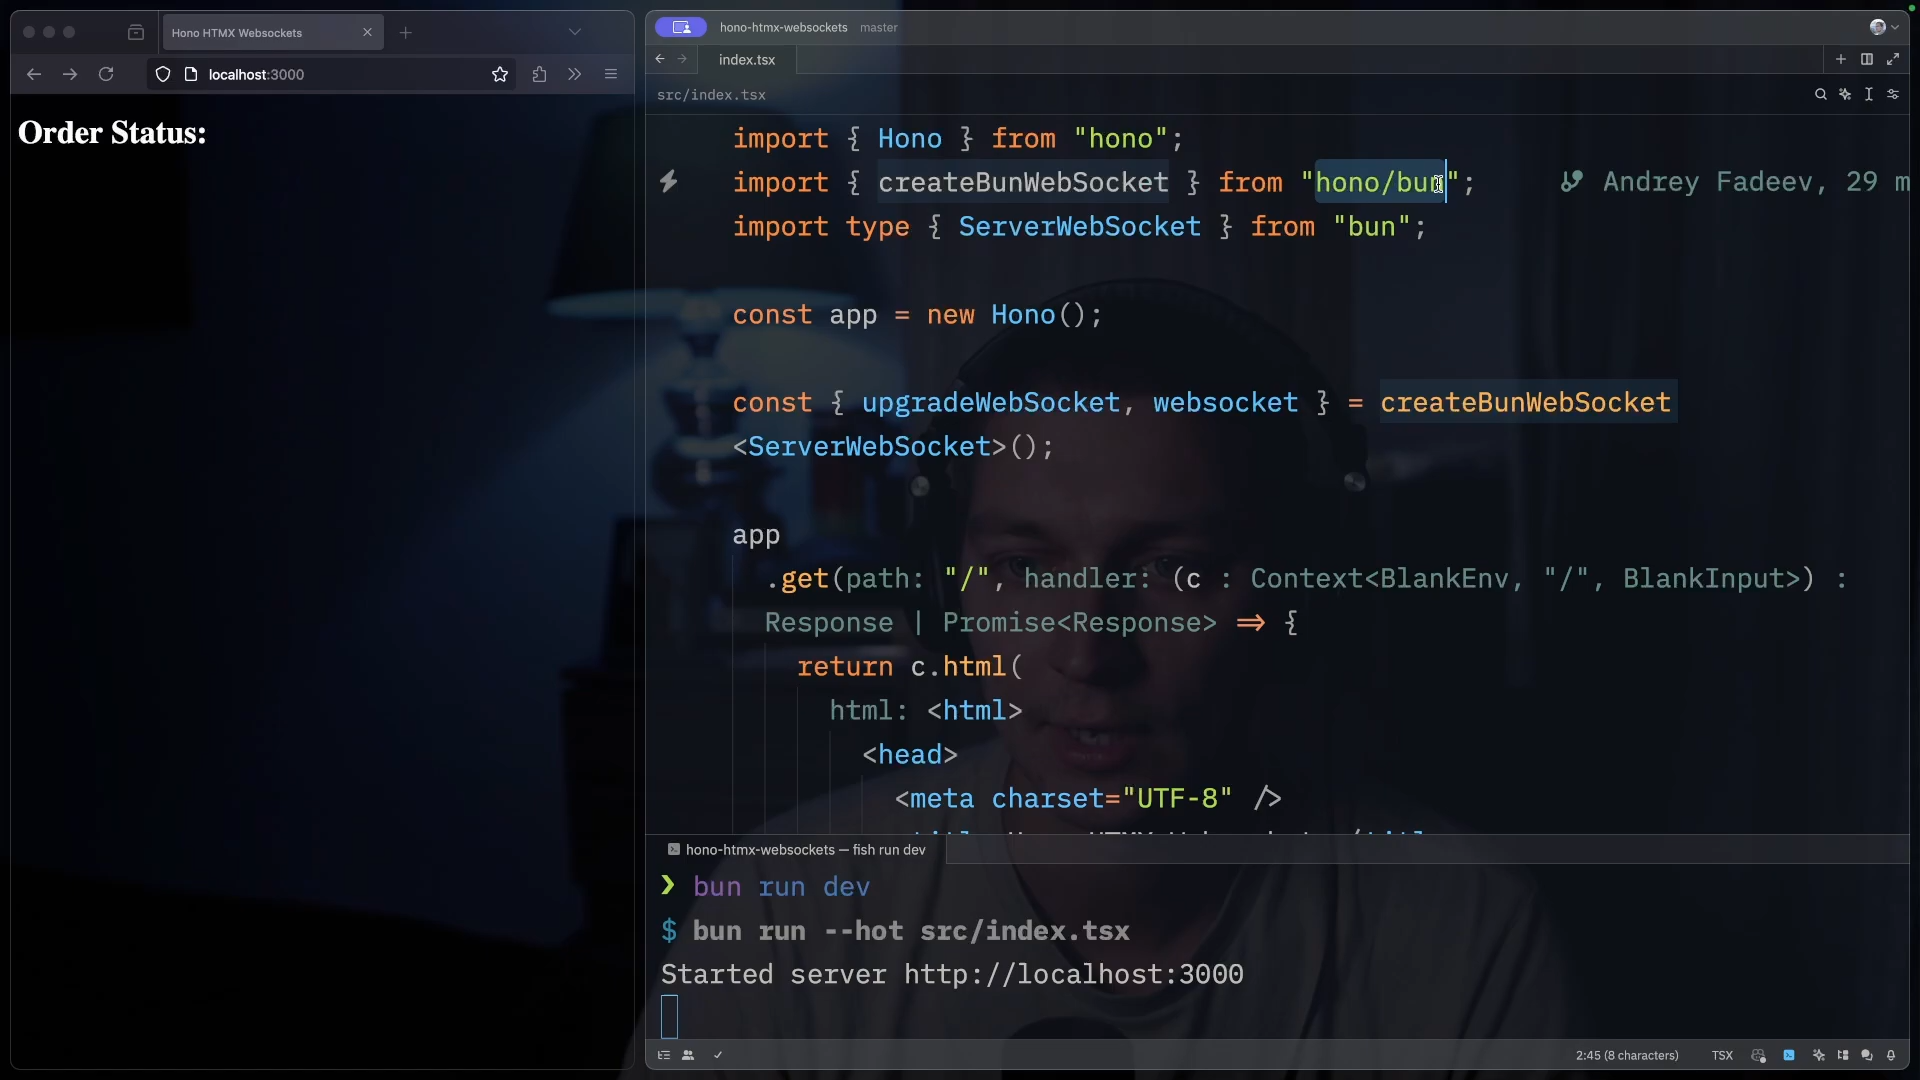 Hono HTMX Websockets
localhost:3000
Order Status:
hono-htmx-websockets master
index.tsx
src/index.tsx
import { Hono } from "hono";
import { createBunWebSocket } from "hono/bun"; Andrey Fadeev, 29 m
import type { ServerWebSocket } from "bun";
const app = new Hono();
const { upgradeWebSocket, websocket } = createBunWebSocket
<ServerWebSocket>();
app
.get(path: "/", handler: (c : Context<BlankEnv, "/", BlankInput>) :
Response | Promise<Response> => {
return c.html(
html: <html>
<head>
<meta charset="UTF-8" />
hono-htmx-websockets — fish run dev
❯ bun run dev
$ bun run --hot src/index.tsx
Started server http://localhost:3000
2:45 (8 characters) TSX